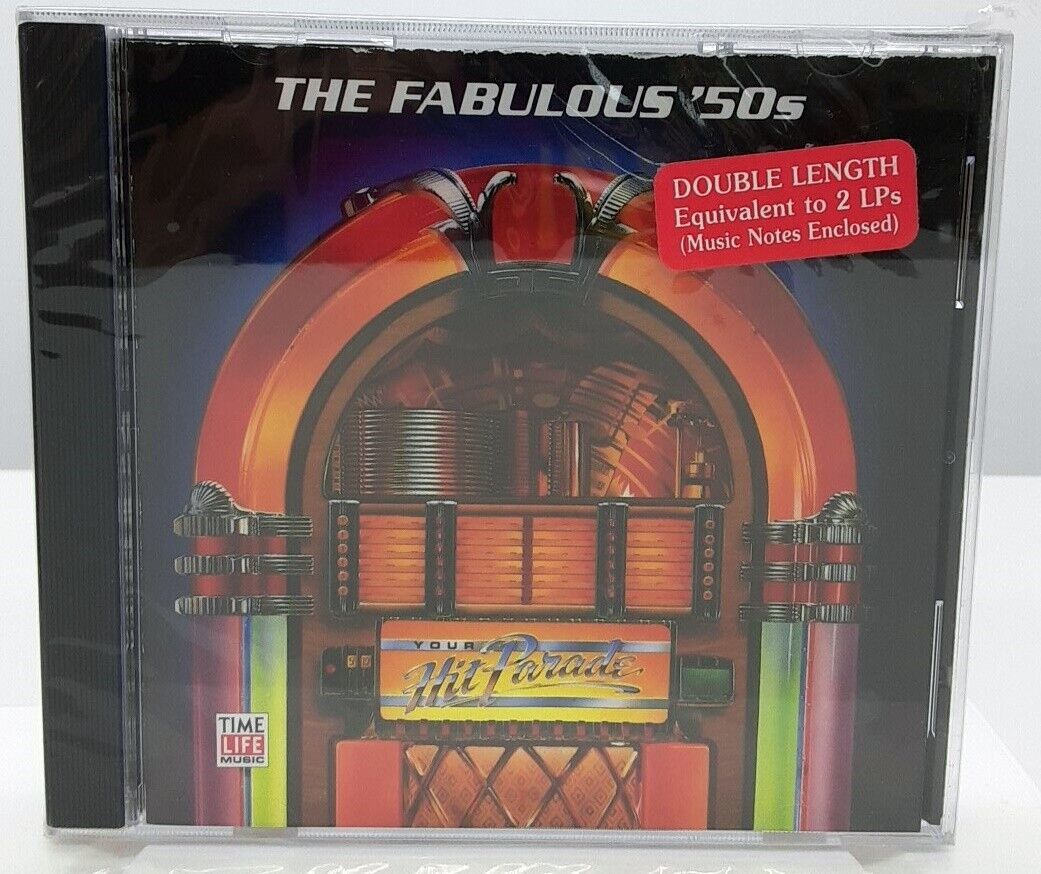 THE FABULOUS '50s
DOUBLE LENGTH
Equivalent to 2 LPs
(Music Notes Enclosed)
YOUR
Hit Parade
TIME
LIFE
MUSIC